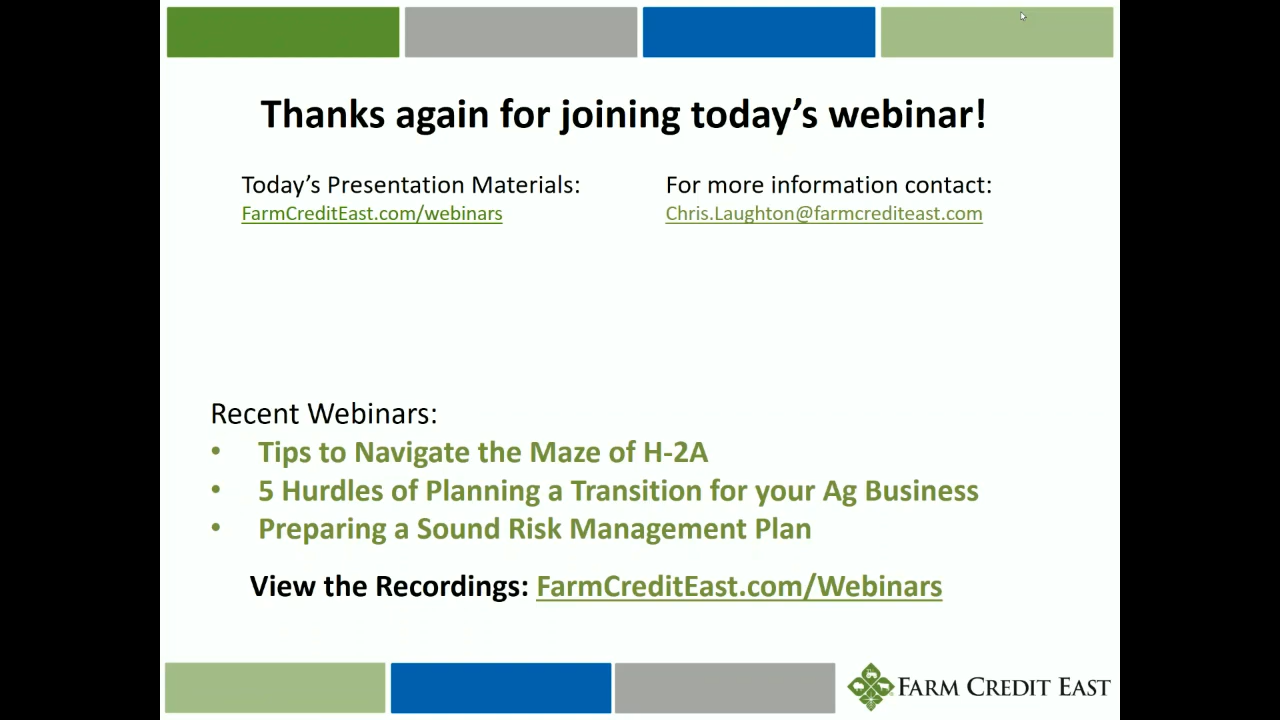 Thanks again for joining today’s webinar!
Today’s Presentation Materials:
FarmCreditEast.com/webinars
For more information contact:
Chris.Laughton@farmcrediteast.com
Recent Webinars:
• Tips to Navigate the Maze of H-2A
• 5 Hurdles of Planning a Transition for your Ag Business
• Preparing a Sound Risk Management Plan
View the Recordings: FarmCreditEast.com/Webinars
FARM CREDIT EAST